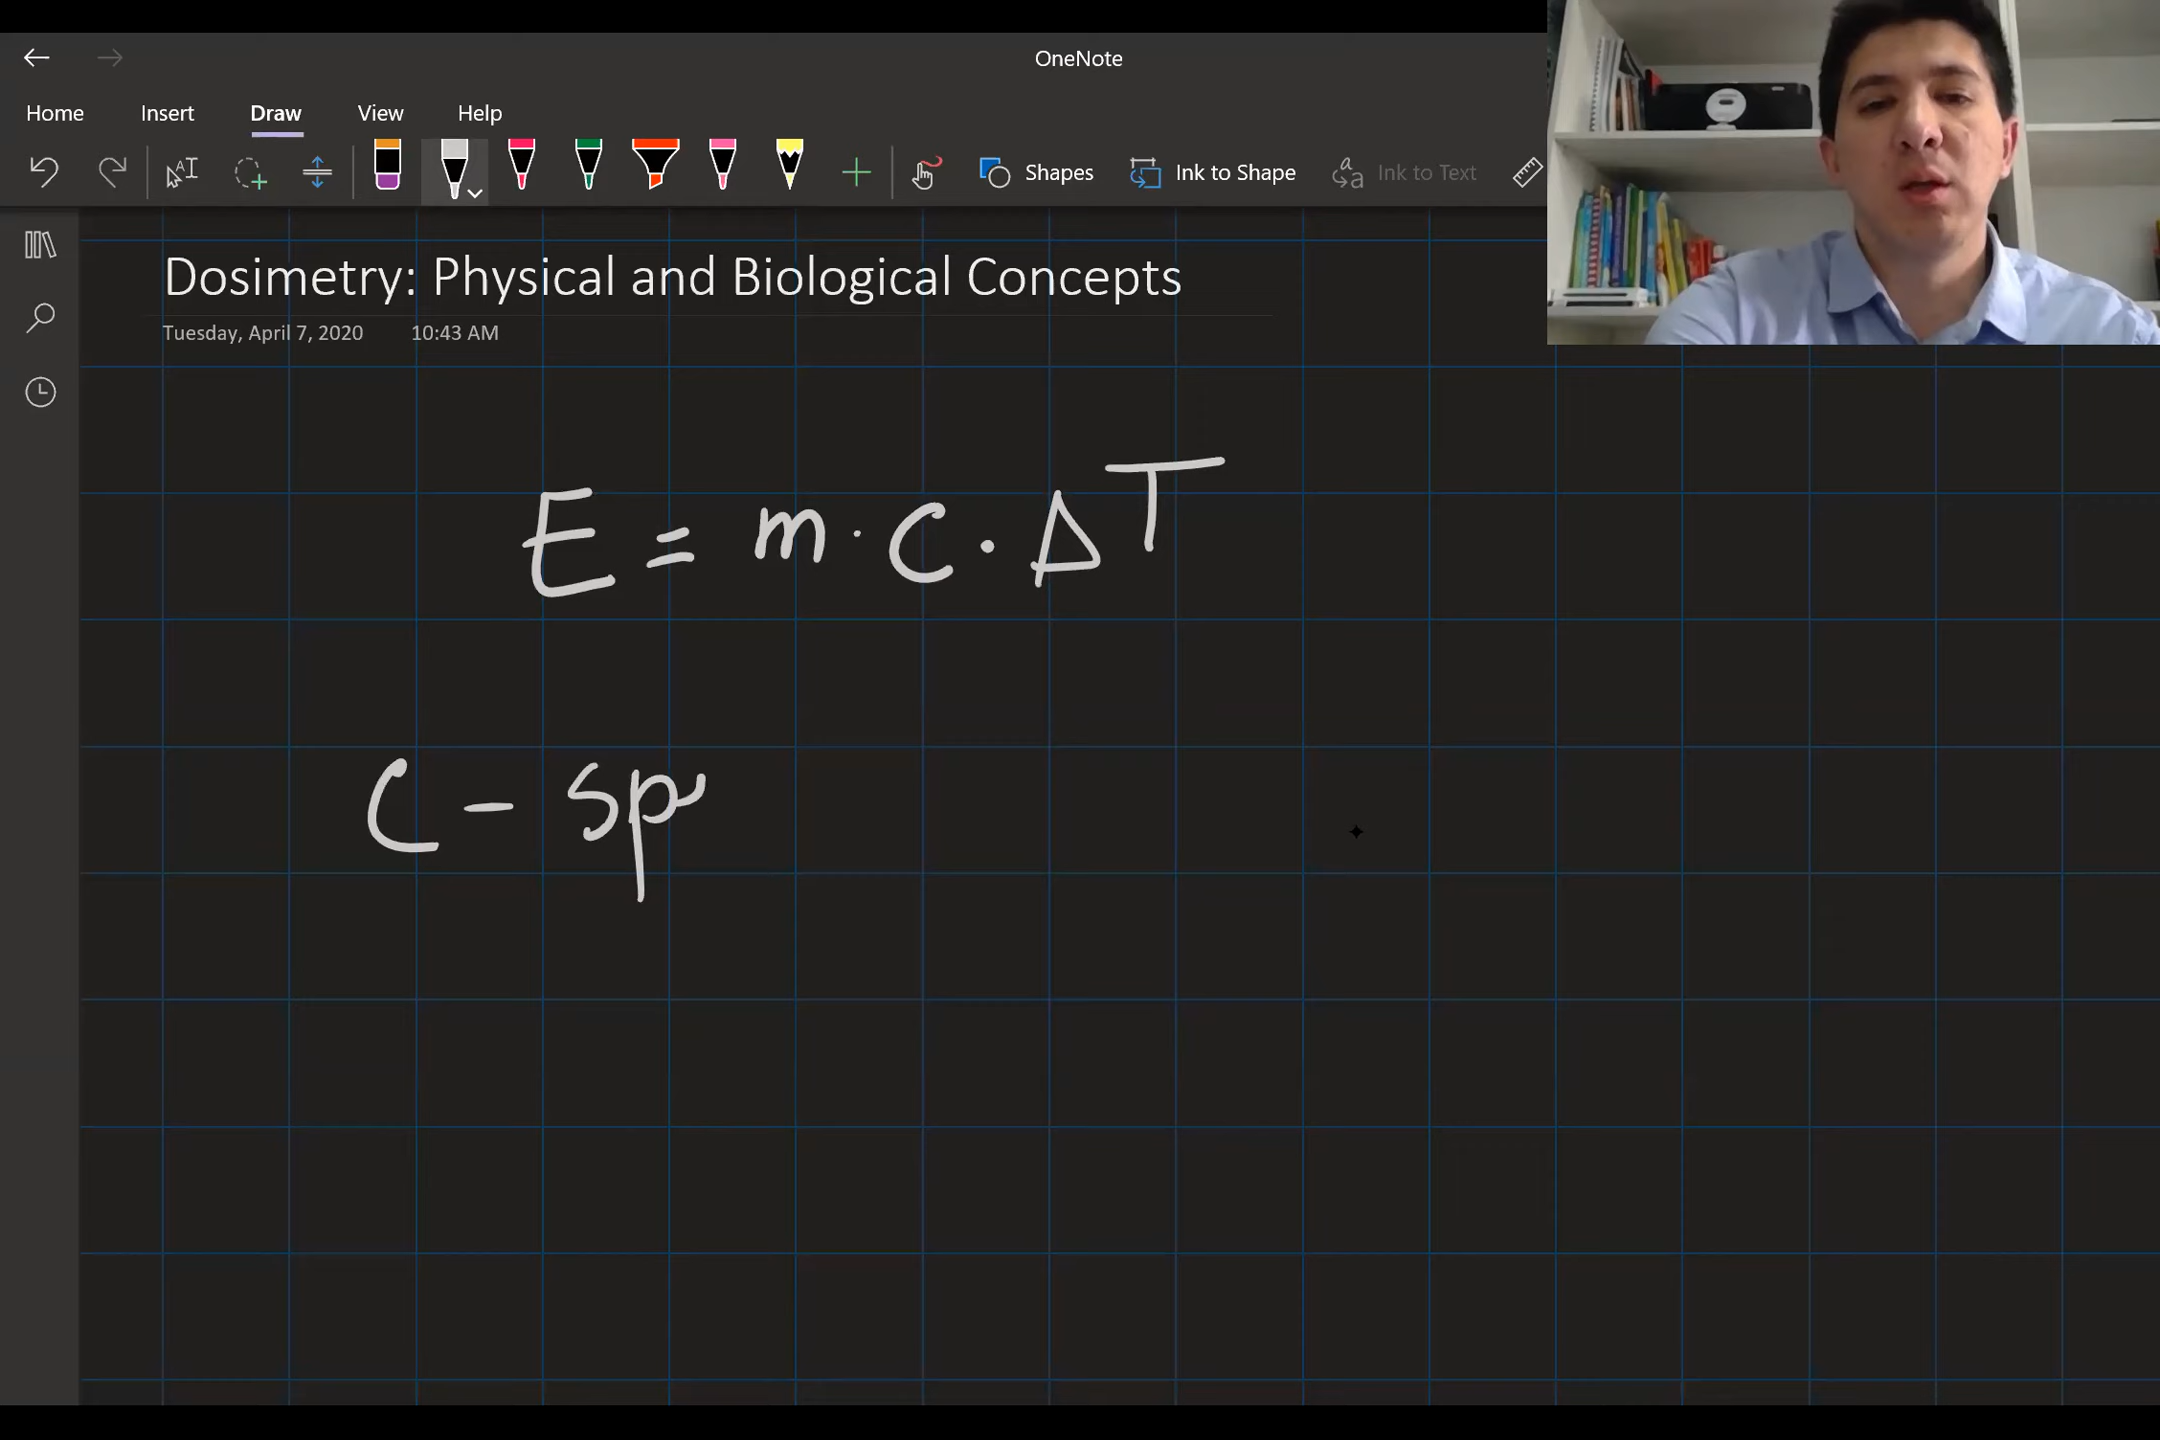 OneNote
Home Insert Draw View Help
Shapes Ink to Shape Ink to Text
Dosimetry: Physical and Biological Concepts
Tuesday, April 7, 2020 10:43 AM
E = m · C · ΔT
C - sp